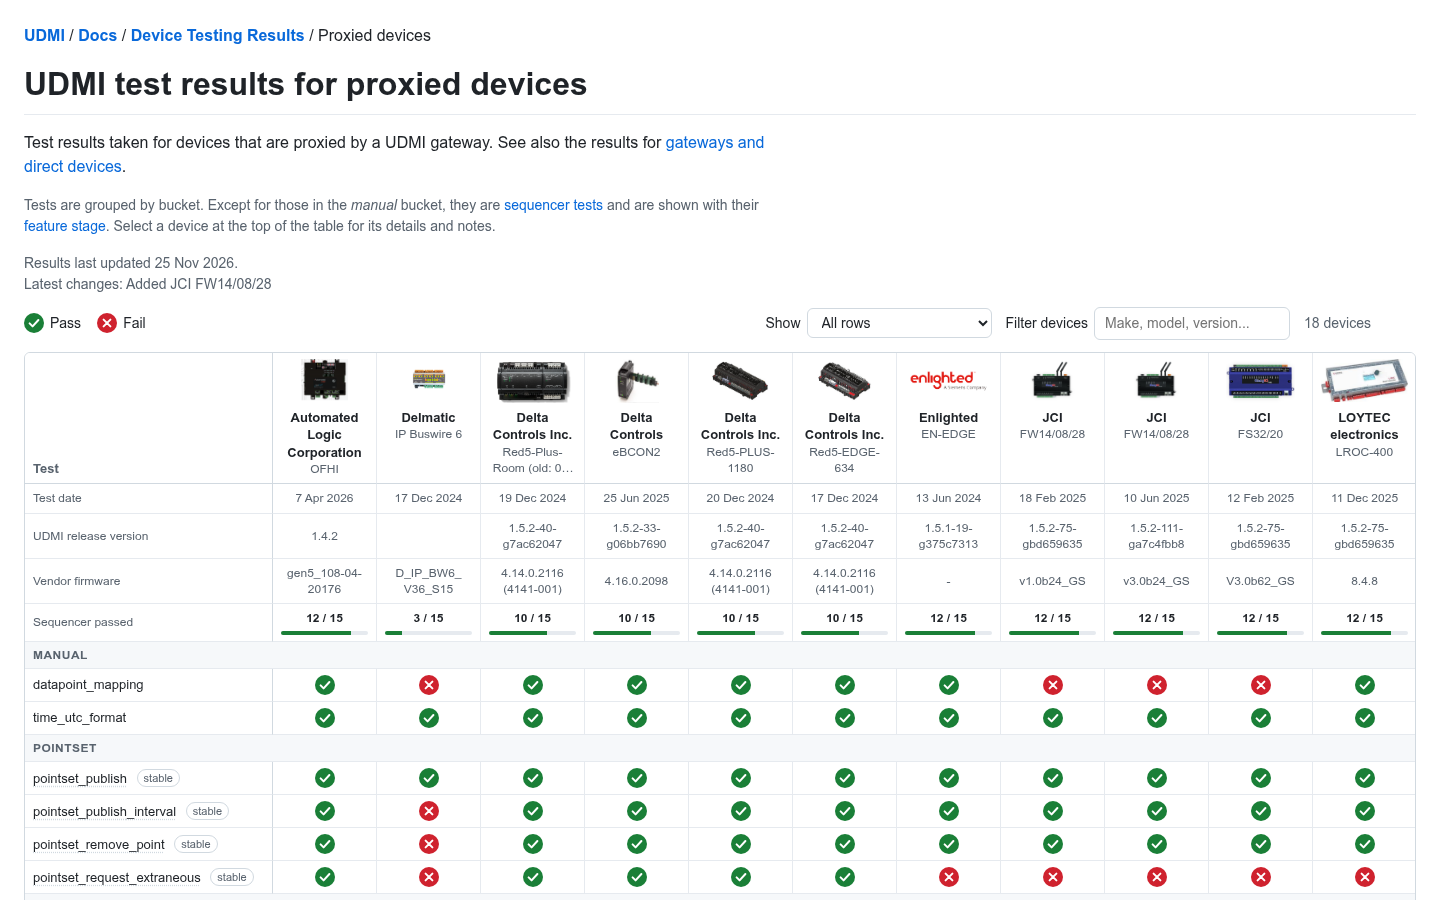 UDMI / Docs / Device Testing Results / Proxied devices
UDMI test results for proxied devices
Test results taken for devices that are proxied by a UDMI gateway. See also the results for gateways and
direct devices.
Tests are grouped by bucket. Except for those in the manual bucket, they are sequencer tests and are shown with their
feature stage. Select a device at the top of the table for its details and notes.
Results last updated 25 Nov 2026.
Latest changes: Added JCI FW14/08/28
Pass Fail Show All rows Filter devices Make, model, version... 18 devices
enlighted
Test
Automated
Logic
Corporation
OFHI
Delmatic
IP Buswire 6
Delta
Controls Inc.
Red5-Plus-
Room (old: 0…
Delta
Controls
eBCON2
Delta
Controls Inc.
Red5-PLUS-
1180
Delta
Controls Inc.
Red5-EDGE-
634
Enlighted
EN-EDGE
JCI
FW14/08/28
JCI
FW14/08/28
JCI
FS32/20
LOYTEC
electronics
LROC-400
Test date 7 Apr 2026 17 Dec 2024 19 Dec 2024 25 Jun 2025 20 Dec 2024 17 Dec 2024 13 Jun 2024 18 Feb 2025 10 Jun 2025 12 Feb 2025 11 Dec 2025
UDMI release version
1.4.2
1.5.2-40-
g7ac62047
1.5.2-33-
g06bb7690
1.5.2-40-
g7ac62047
1.5.2-40-
g7ac62047
1.5.1-19-
g375c7313
1.5.2-75-
gbd659635
1.5.2-111-
ga7c4fbb8
1.5.2-75-
gbd659635
1.5.2-75-
gbd659635
Vendor firmware
gen5_108-04-
20176
D_IP_BW6_
V36_S15
4.14.0.2116
(4141-001)
4.16.0.2098
4.14.0.2116
(4141-001)
4.14.0.2116
(4141-001)
-
v1.0b24_GS
v3.0b24_GS
V3.0b62_GS
8.4.8
Sequencer passed 12 / 15 3 / 15 10 / 15 10 / 15 10 / 15 10 / 15 12 / 15 12 / 15 12 / 15 12 / 15 12 / 15
MANUAL
datapoint_mapping
time_utc_format
POINTSET
pointset_publish stable
pointset_publish_interval stable
pointset_remove_point stable
pointset_request_extraneous stable